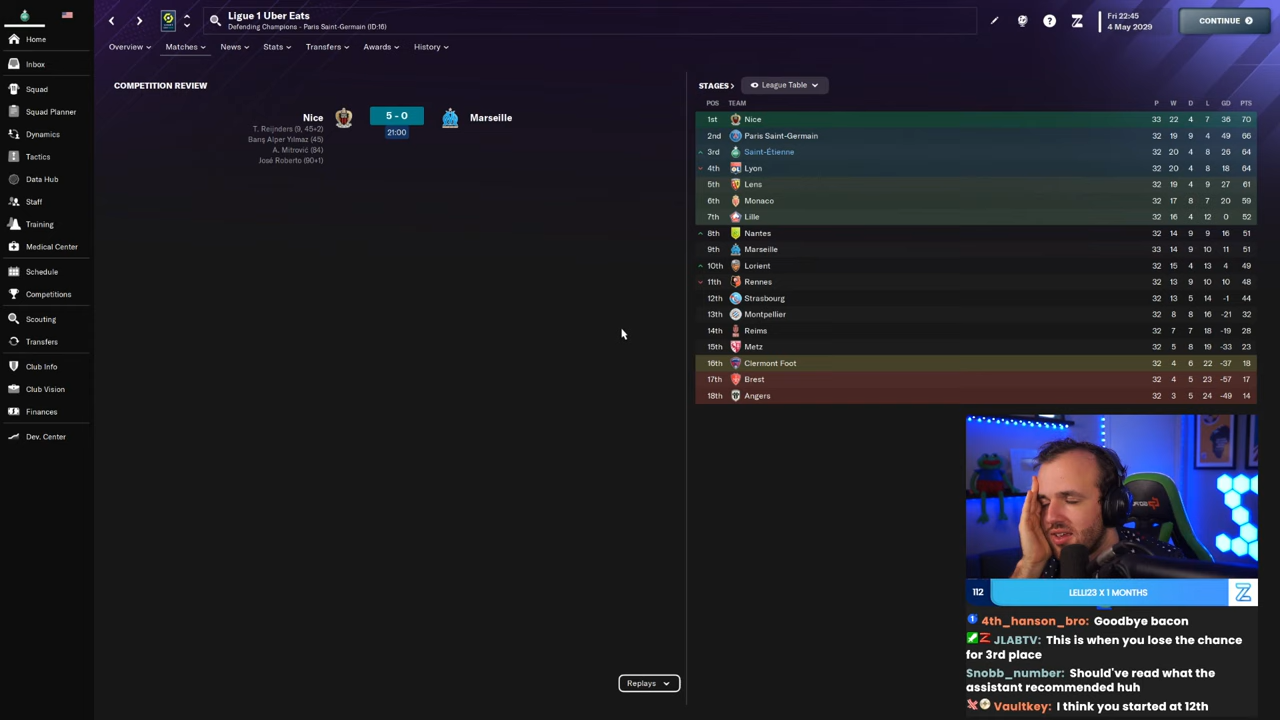 Ligue 1 Uber Eats
Defending Champions - Paris Saint-Germain (ID:16)
Fri 22:45
4 May 2029
CONTINUE
Overview
Matches
News
Stats
Transfers
Awards
History
Home
Inbox
Squad
Squad Planner
Dynamics
Tactics
Data Hub
Staff
Training
Medical Center
Schedule
Competitions
Scouting
Transfers
Club Info
Club Vision
Finances
Dev. Center
COMPETITION REVIEW
Nice 5 - 0 Marseille
21:00
T. Reijnders (9, 45+2)
Barış Alper Yılmaz (45)
A. Mitrović (84)
José Roberto (90+1)
Replays
STAGES League Table
POS TEAM P W D L GD PTS
1st Nice 33 22 4 7 36 70
2nd Paris Saint-Germain 32 19 9 4 49 66
3rd Saint-Étienne 32 20 4 8 26 64
4th Lyon 32 20 4 8 18 64
5th Lens 32 19 4 9 27 61
6th Monaco 32 17 8 7 20 59
7th Lille 32 16 4 12 0 52
8th Nantes 32 14 9 9 16 51
9th Marseille 33 14 9 10 11 51
10th Lorient 32 15 4 13 4 49
11th Rennes 32 13 9 10 10 48
12th Strasbourg 32 13 5 14 -1 44
13th Montpellier 32 8 8 16 -21 32
14th Reims 32 7 7 18 -19 28
15th Metz 32 5 8 19 -33 23
16th Clermont Foot 32 4 6 22 -37 18
17th Brest 32 4 5 23 -57 17
18th Angers 32 3 5 24 -49 14
112 LELLI23 X 1 MONTHS
4th_hanson_bro: Goodbye bacon
JLABTV: This is when you lose the chance
for 3rd place
Snobb_number: Should've read what the
assistant recommended huh
Vaultkey: I think you started at 12th